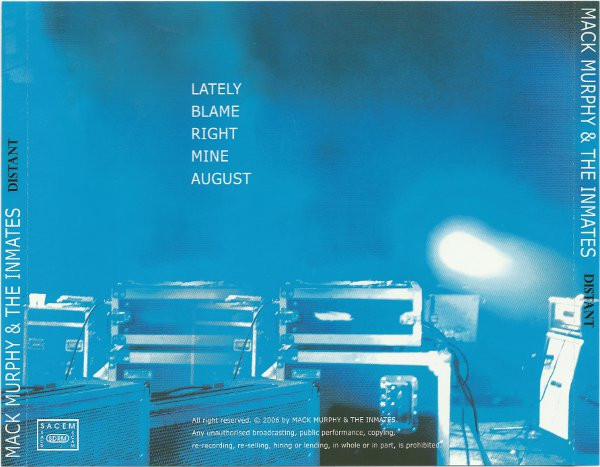 LATELY
BLAME
RIGHT
MINE
AUGUST
MACK MURPHY & THE INMATES DISTANT
MACK MURPHY & THE INMATES DISTANT
SACEM
SDRM
SACEM
All right reserved. © 2006 by MACK MURPHY & THE INMATES.
Any unauthorised broadcasting, public performance, copying,
re-recording, re-selling, hiring or lending, in whole or in part, is prohibited.